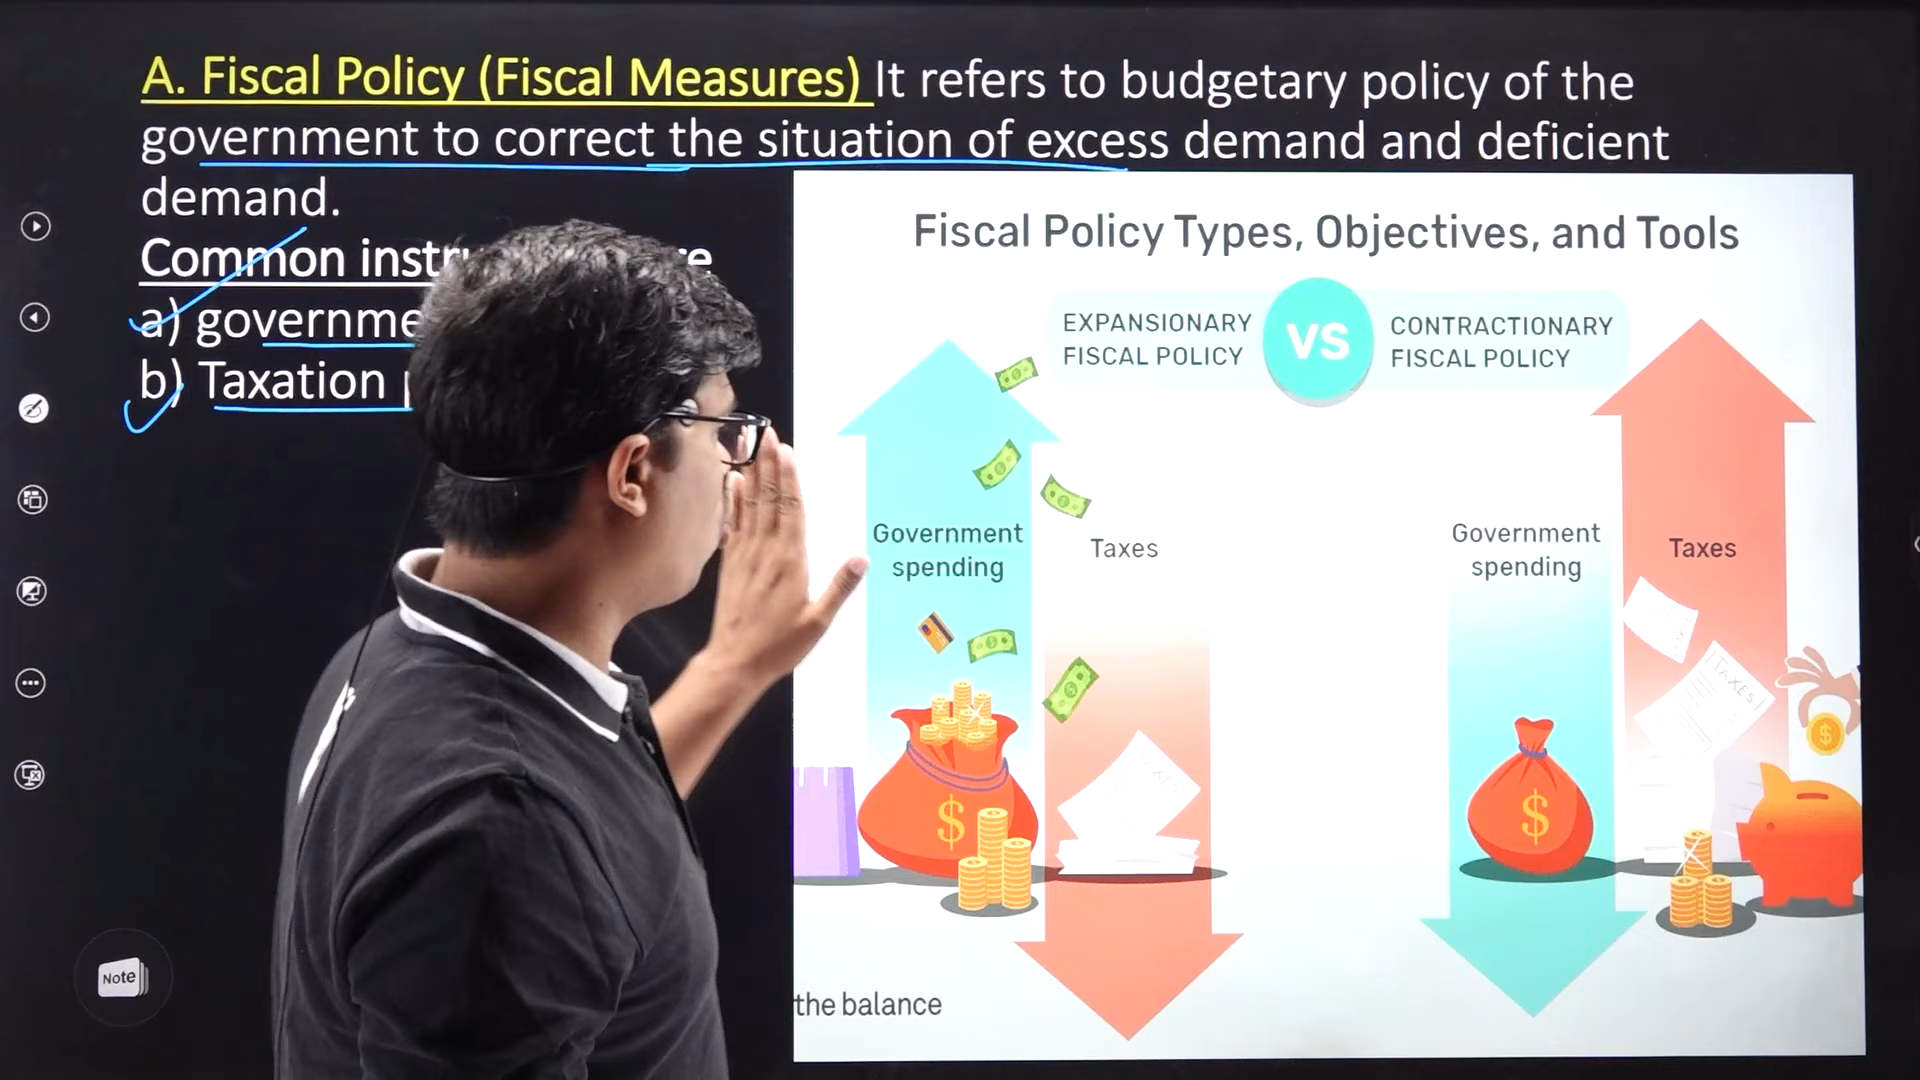 A. Fiscal Policy (Fiscal Measures) It refers to budgetary policy of the
government to correct the situation of excess demand and deficient
demand.
Common
a)
b) Taxation
Fiscal Policy Types, Objectives, and Tools
EXPANSIONARY
FISCAL POLICY
VS
CONTRACTIONARY
FISCAL POLICY
Government
spending
Taxes
Government
spending
Taxes
TAXES
$
$
$
the balance
Note